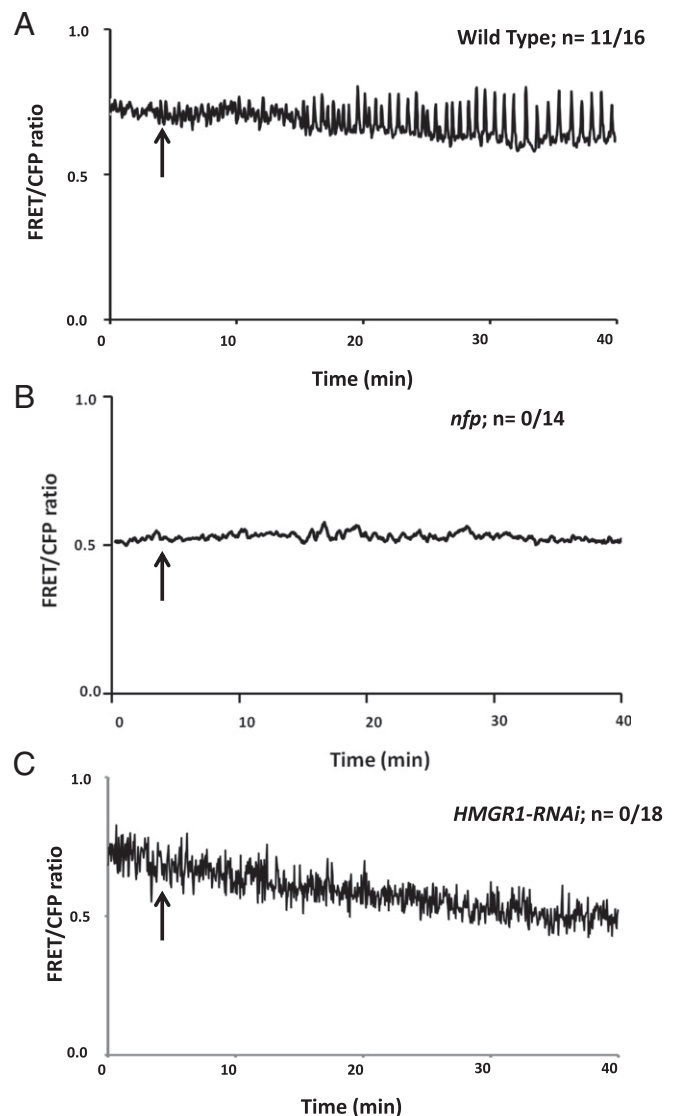 A
Wild Type; n= 11/16
FRET/CFP ratio
1.0
0.5
0.0
0 10 20 30 40
Time (min)
B
nfp; n= 0/14
FRET/CFP ratio
1.0
0.5
0.0
0 10 20 30 40
Time (min)
C
HMGR1-RNAi; n= 0/18
FRET/CFP ratio
1.0
0.5
0.0
0 10 20 30 40
Time (min)